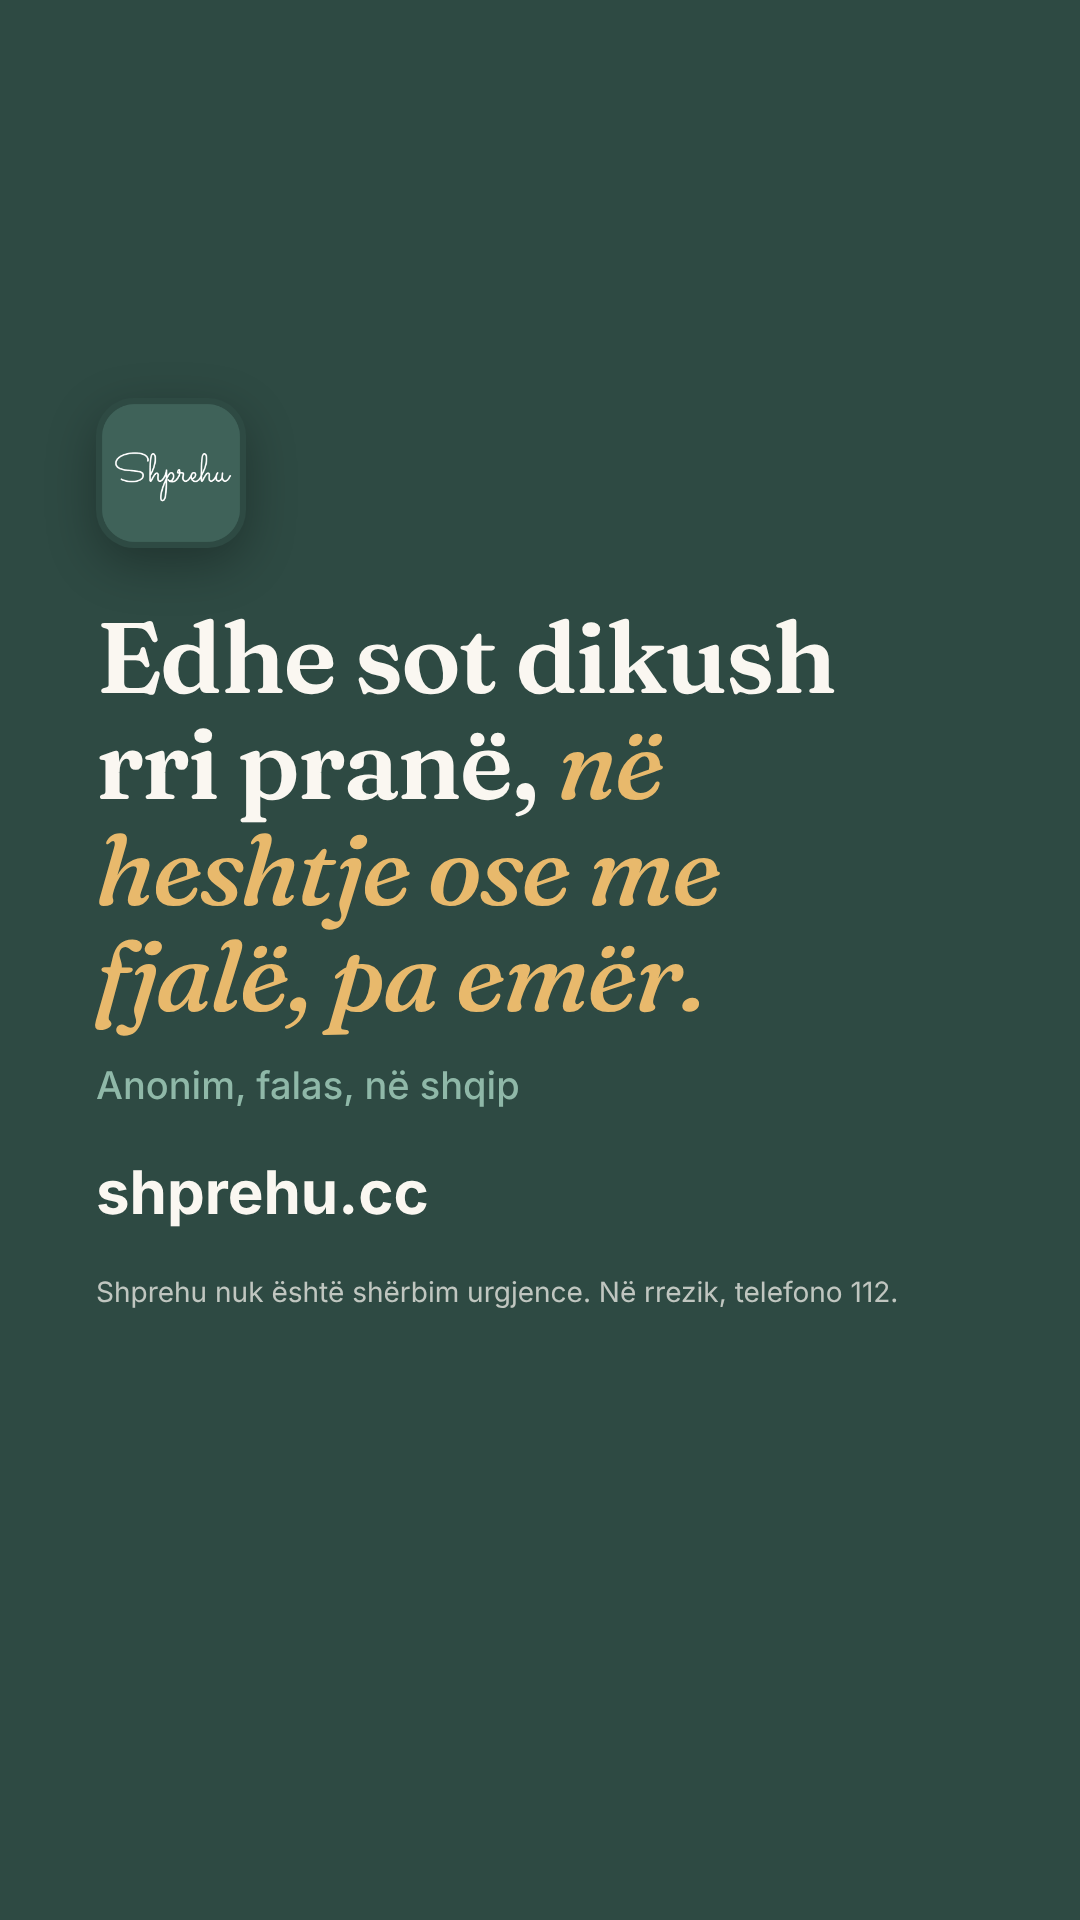 Shprehu
Edhe sot dikush
rri pranë, në
heshtje ose me
fjalë, pa emër.
Anonim, falas, në shqip
shprehu.cc
Shprehu nuk është shërbim urgjence. Në rrezik, telefono 112.